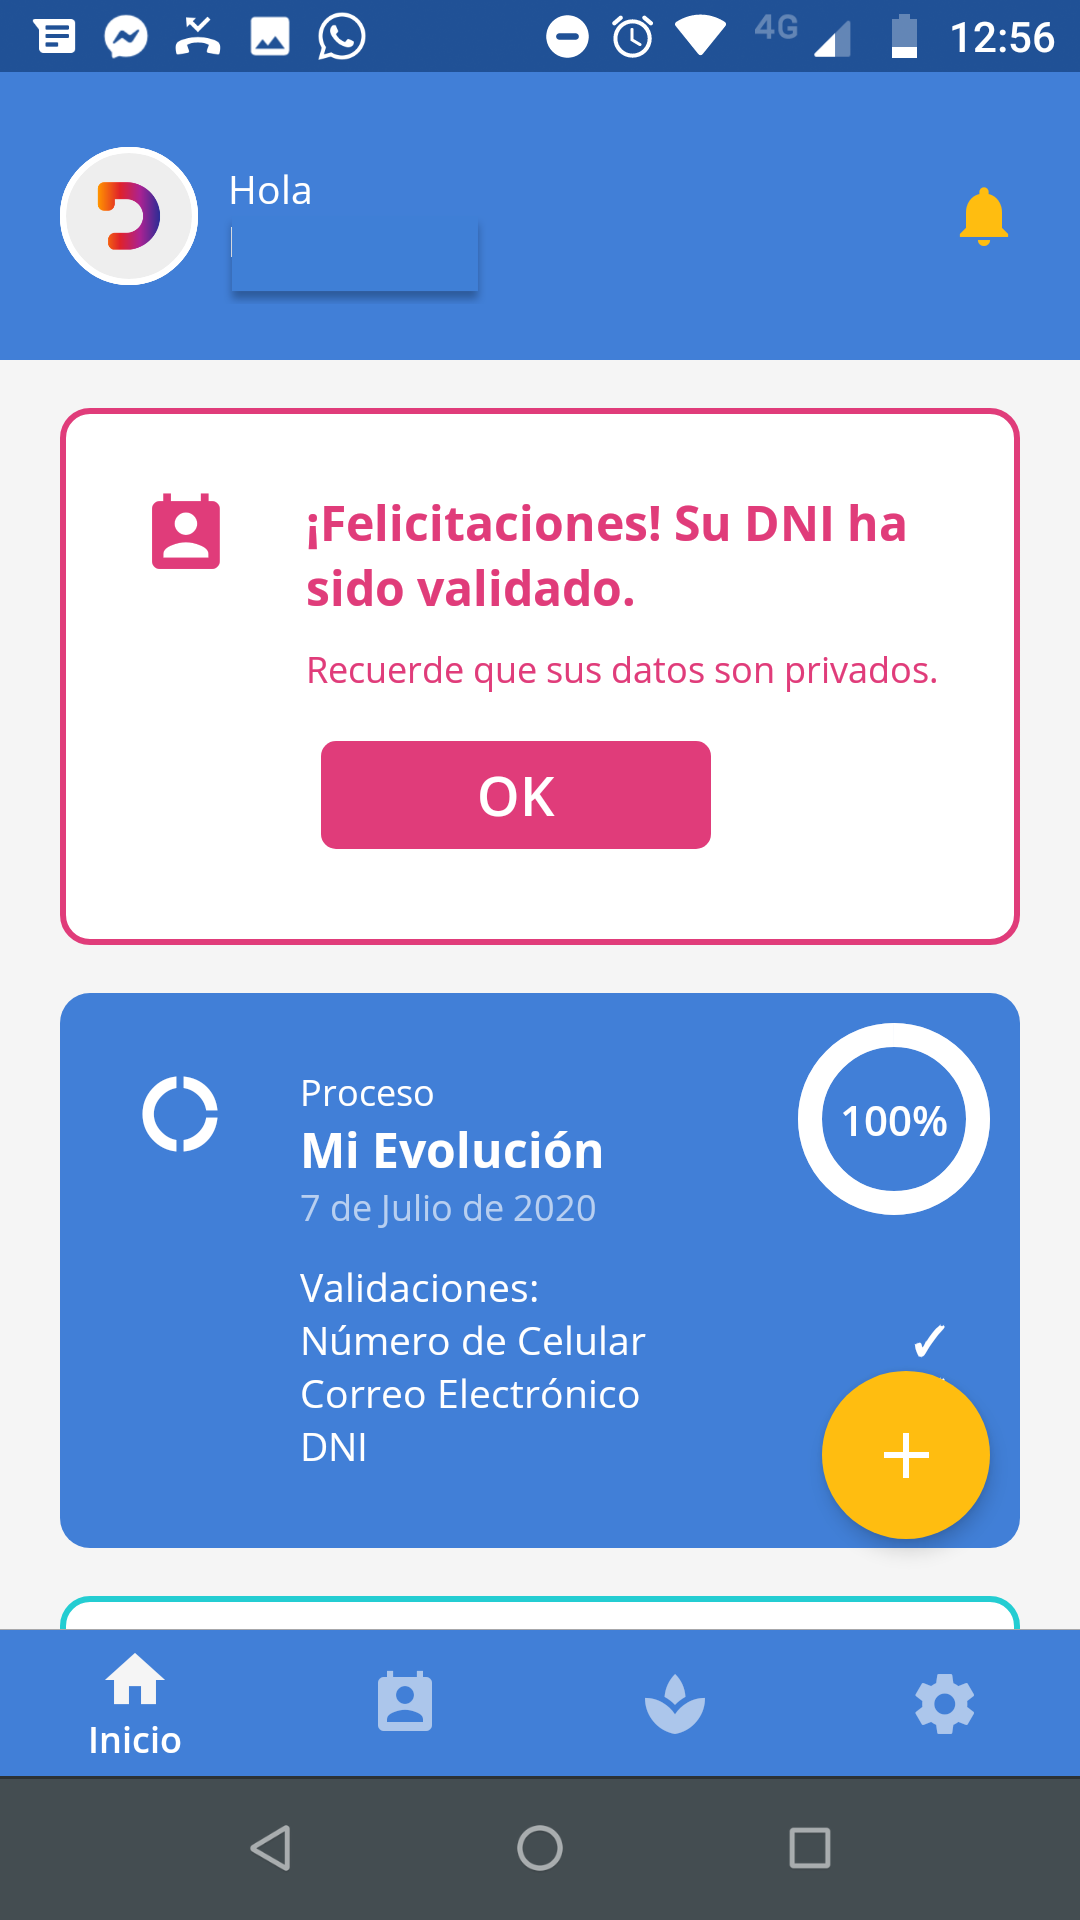 4G 12:56
Hola
¡Felicitaciones! Su DNI ha
sido validado.
Recuerde que sus datos son privados.
OK
Proceso
Mi Evolución
100%
7 de Julio de 2020
Validaciones:
Número de Celular ✓
Correo Electrónico
DNI
Inicio